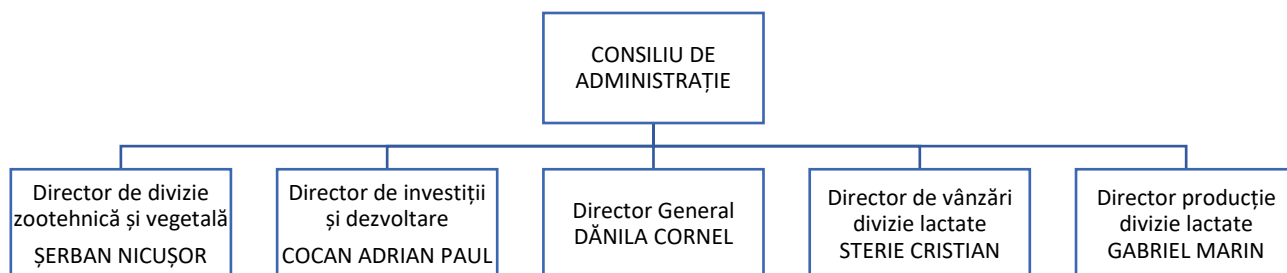 CONSILIU DE
ADMINISTRAȚIE
Director de divizie
zootehnică și vegetală
ȘERBAN NICUȘOR
Director de investiții
și dezvoltare
COCAN ADRIAN PAUL
Director General
DĂNILA CORNEL
Director de vânzări
divizie lactate
STERIE CRISTIAN
Director producție
divizie lactate
GABRIEL MARIN